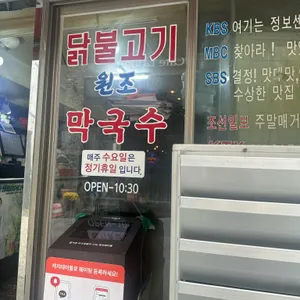 닭불고기
원조
막국수
매주 수요일은
정기휴일 입니다.
OPEN-10:30
KBS 여기는 정보센
MBC 찾아라! 맛
SBS 결정! 맛대맛
수상한 맛집
조선일보 주말매거